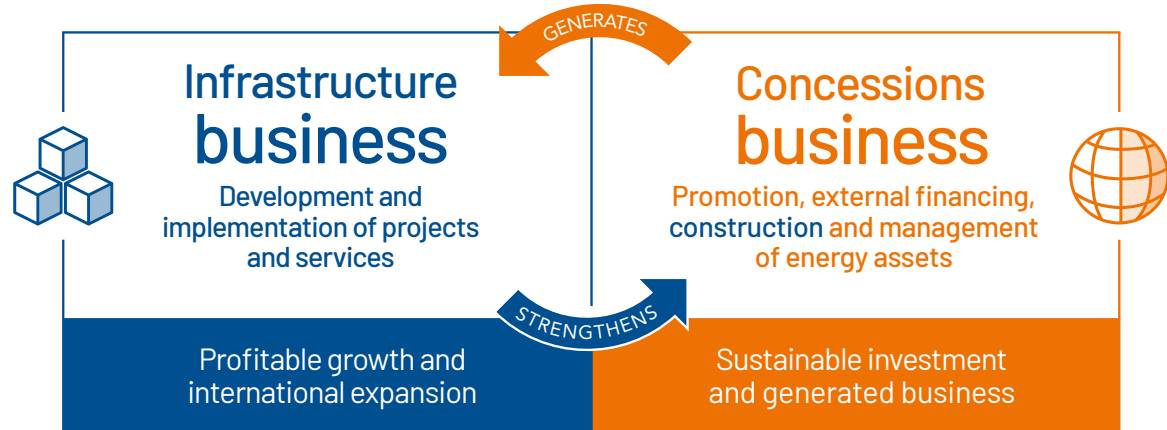 GENERATES
Infrastructure
business
Development and
implementation of projects
and services
Concessions
business
Promotion, external financing,
construction and management
of energy assets
STRENGTHENS
Profitable growth and
international expansion
Sustainable investment
and generated business